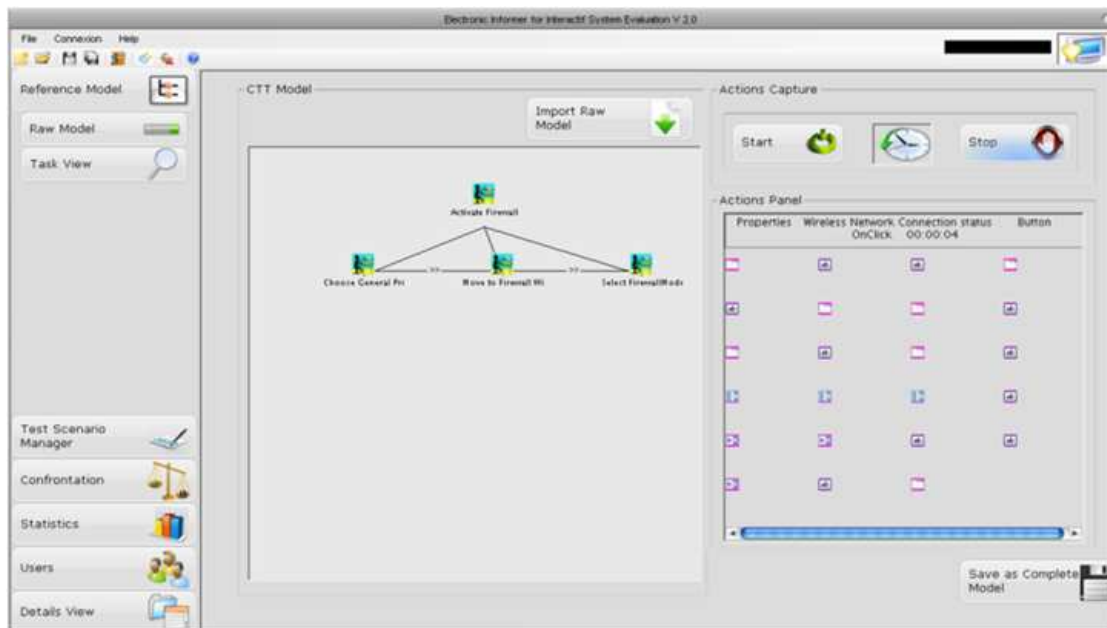 Electronic Informer for Interactif System Evaluation V 2.0
File Connexion Help
Reference Model
Raw Model
Task View
Test Scenario
Manager
Confrontation
Statistics
Users
Details View
CTT Model
Import Raw
Model
Activate Firewall
>> >>
Choose General Pri Move to Firewall Wi Select FirewallMode
Actions Capture
Start Stop
Actions Panel
Properties Wireless Network Connection status Button
OnClick 00:00:04
Save as Complete
Model